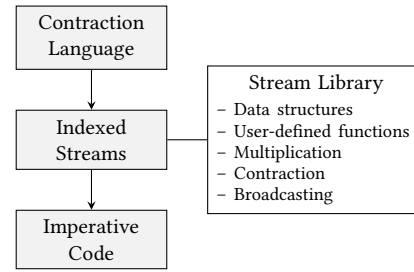 Contraction
Language
Indexed
Streams
Imperative
Code
Stream Library
– Data structures
– User-defined functions
– Multiplication
– Contraction
– Broadcasting